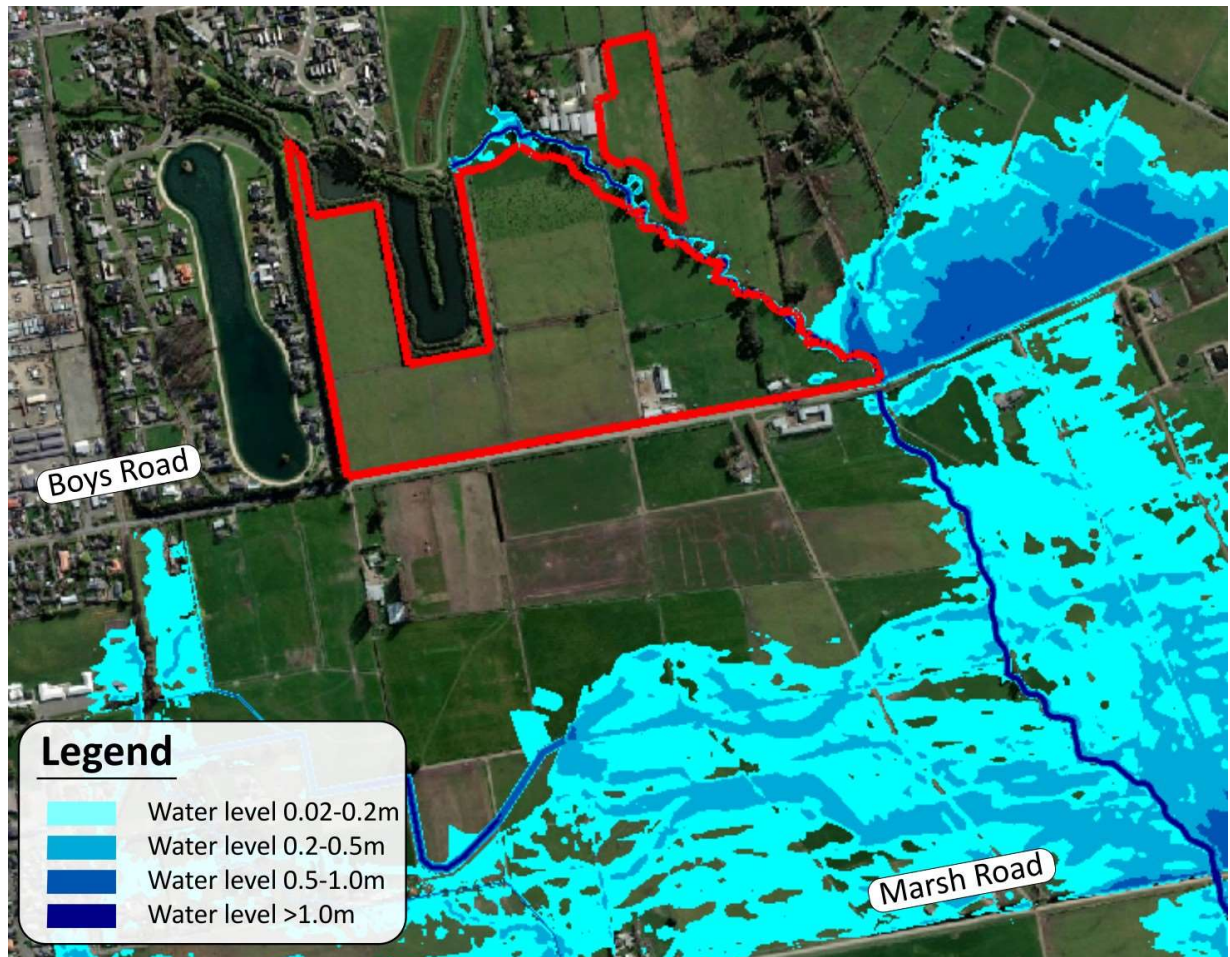 Boys Road
Legend
Water level 0.02-0.2m
Water level 0.2-0.5m
Water level 0.5-1.0m
Water level >1.0m
Marsh Road